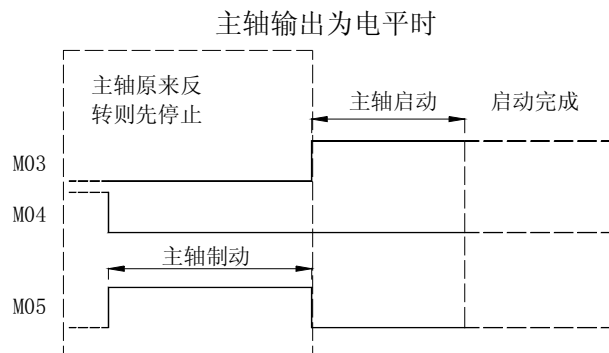 主轴输出为电平时
主轴原来反
转则先停止
主轴启动
启动完成
M03
M04
主轴制动
M05